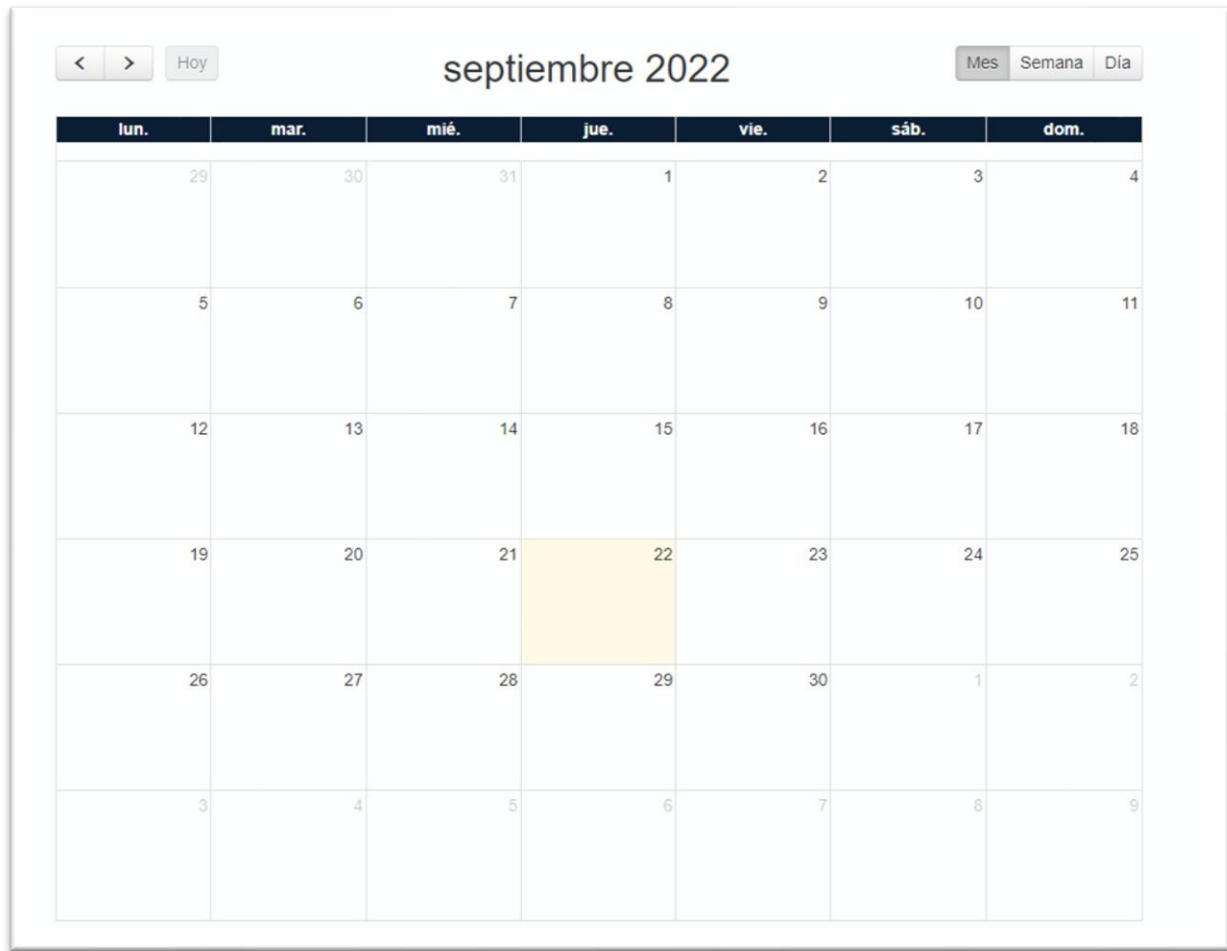 < > Hoy septiembre 2022 Mes Semana Día
lun. mar. mié. jue. vie. sáb. dom.
29 30 31 1 2 3 4
5 6 7 8 9 10 11
12 13 14 15 16 17 18
19 20 21 22 23 24 25
26 27 28 29 30 1 2
3 4 5 6 7 8 9